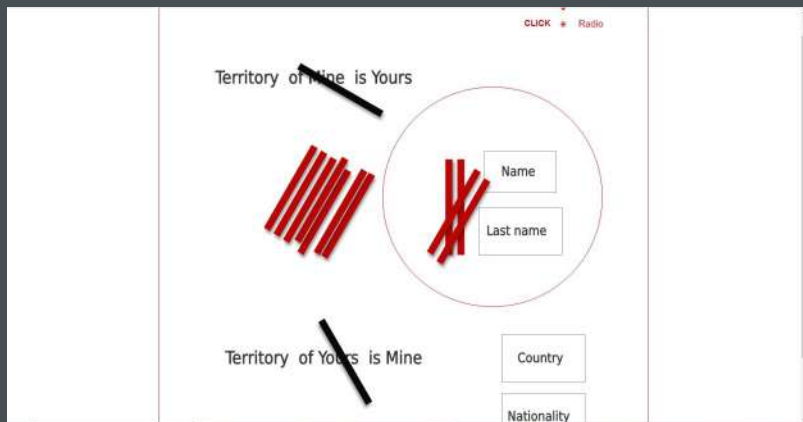 CLICK * Radio
Territory of Mine is Yours
Name
Last name
Territory of Yours is Mine
Country
Nationality